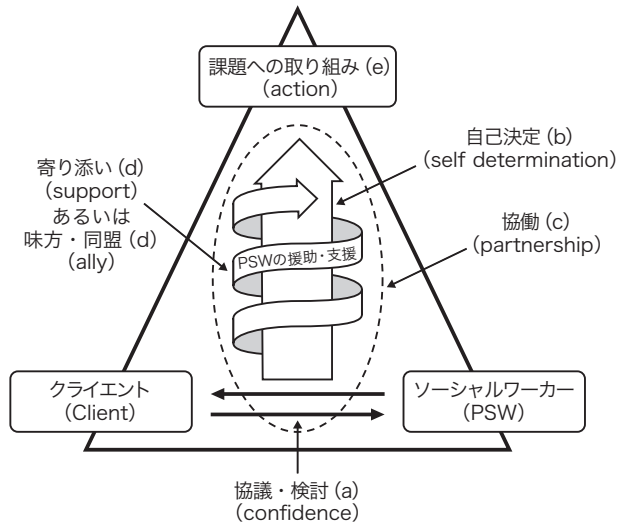 課題への取り組み (e)
(action)
自己決定 (b)
(self determination)
寄り添い (d)
(support)
あるいは
味方・同盟 (d)
(ally)
協働 (c)
(partnership)
PSWの援助・支援
クライエント
(Client)
ソーシャルワーカー
(PSW)
協議・検討 (a)
(confidence)